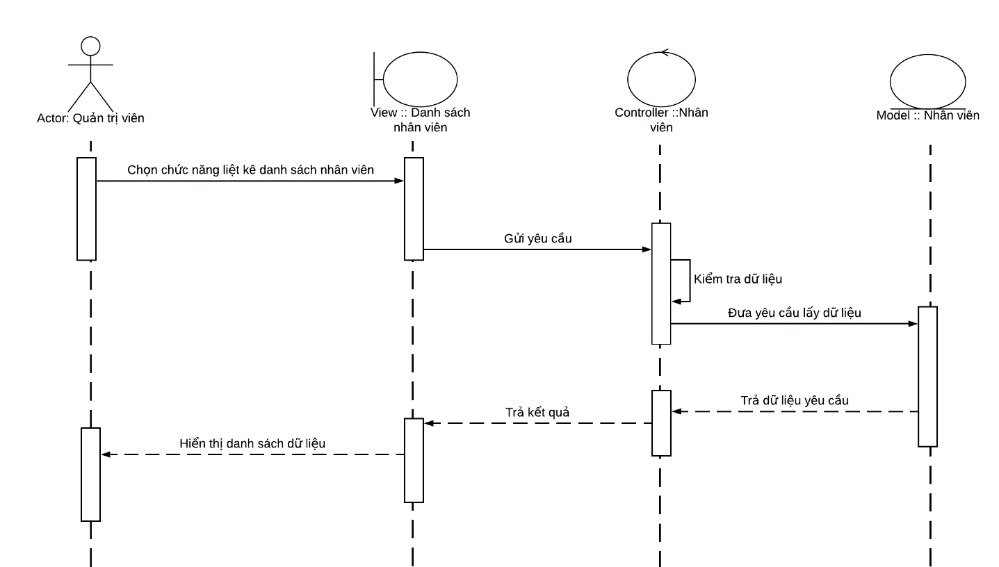 Actor: Quản trị viên
View :: Danh sách
nhân viên
Controller ::Nhân
viên
Model :: Nhân viên
Chọn chức năng liệt kê danh sách nhân viên
Gửi yêu cầu
Kiểm tra dữ liệu
Đưa yêu cầu lấy dữ liệu
Trả dữ liệu yêu cầu
Trả kết quả
Hiển thị danh sách dữ liệu